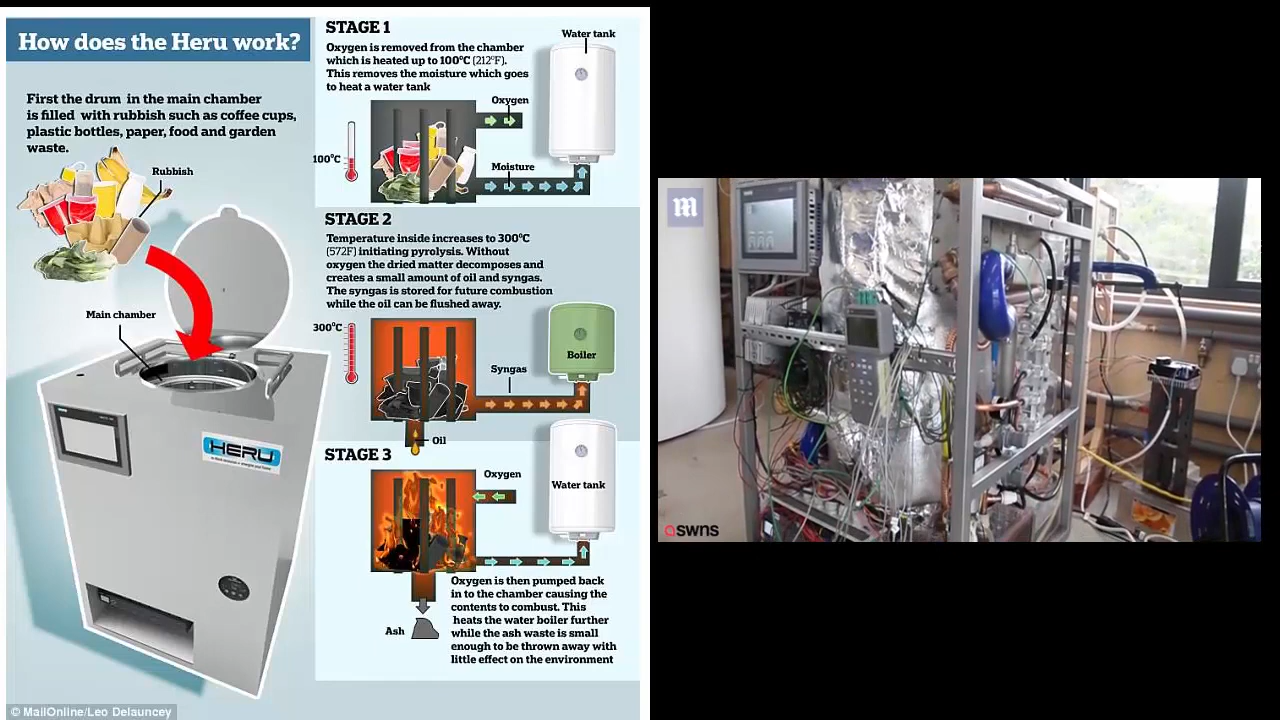 How does the Heru work?
First the drum in the main chamber
is filled with rubbish such as coffee cups,
plastic bottles, paper, food and garden
waste.
Rubbish
Main chamber
HERU
STAGE 1
Oxygen is removed from the chamber
which is heated up to 100°C (212°F).
This removes the moisture which goes
to heat a water tank
Water tank
Oxygen
100°C
Moisture
STAGE 2
Temperature inside increases to 300°C
(572F) initiating pyrolysis. Without
oxygen the dried matter decomposes and
creates a small amount of oil and syngas.
The syngas is stored for future combustion
while the oil can be flushed away.
300°C
Boiler
Syngas
Oil
STAGE 3
Oxygen
Water tank
Oxygen is then pumped back
in to the chamber causing the
contents to combust. This
heats the water boiler further
while the ash waste is small
enough to be thrown away with
little effect on the environment
Ash
© MailOnline/Leo Delauncey
m
swns